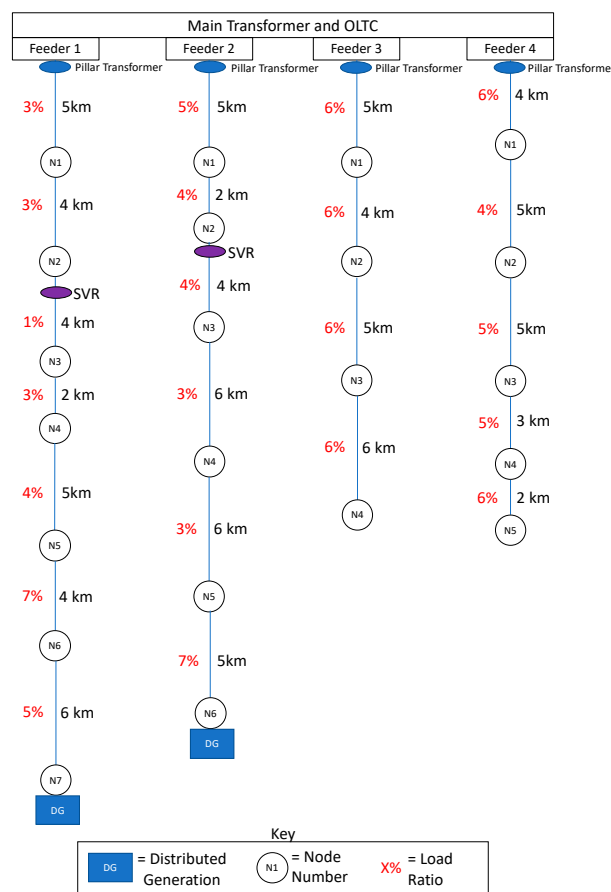 Main Transformer and OLTC
Feeder 1 Feeder 2 Feeder 3 Feeder 4
Pillar Transformer Pillar Transformer Pillar Transformer Pillar Transforme
3% 5km 5% 5km 6% 5km 6% 4 km
N1 N1 N1 N1
3% 4 km 4% 2 km 6% 4 km 4% 5km
N2 N2 N2 N2
SVR SVR
1% 4 km 4% 4 km 6% 5km 5% 5km
N3 N3 N3 N3
3% 2 km 3% 6 km 6% 6 km 5% 3 km
N4 N4 N4 N4
4% 5km 3% 6 km 6% 2 km
N5 N5 N5
7% 4 km 7% 5km
N6 N6
DG
5% 6 km
N7
DG
Key
DG = Distributed Generation
N1 = Node Number
X% = Load Ratio